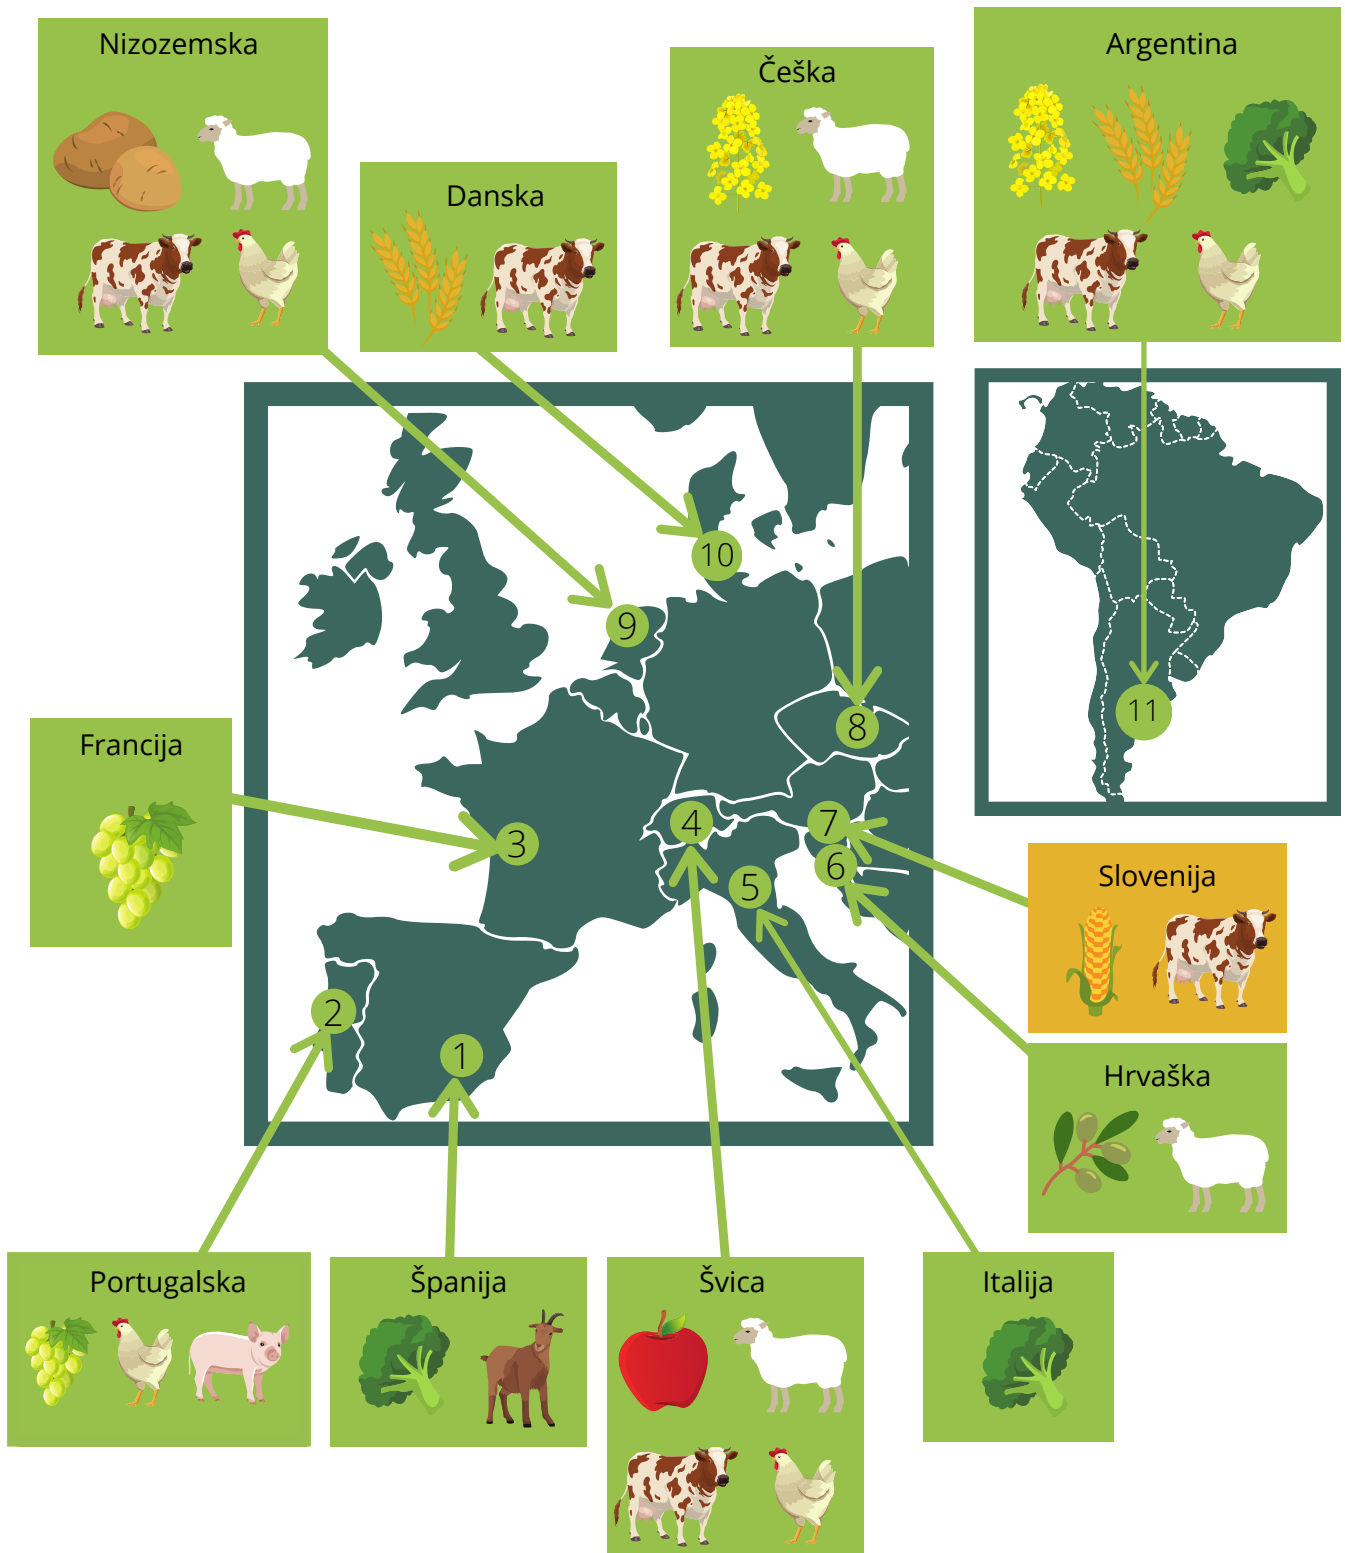 Nizozemska
Danska
Češka
Argentina
10
9
8
11
Francija
3
4
7
6
5
Slovenija
2
1
Hrvaška
Portugalska
Španija
Švica
Italija